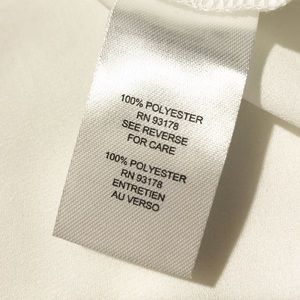 100% POLYESTER
RN 93178
SEE REVERSE
FOR CARE
100% POLYESTER
RN 93178
ENTRETIEN
AU VERSO